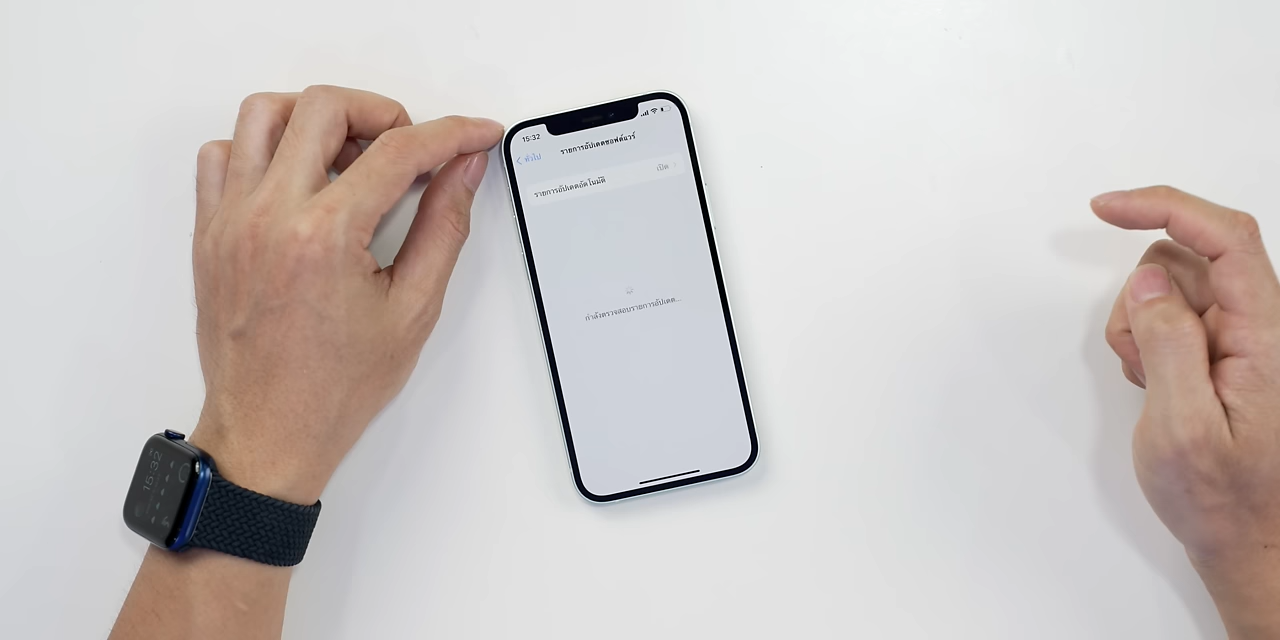 15:32
ทั่วไป
รายการอัปเดตซอฟต์แวร์
รายการอัปเดตอัตโนมัติ
เปิด
กำลังตรวจสอบรายการอัปเดต...
15:32